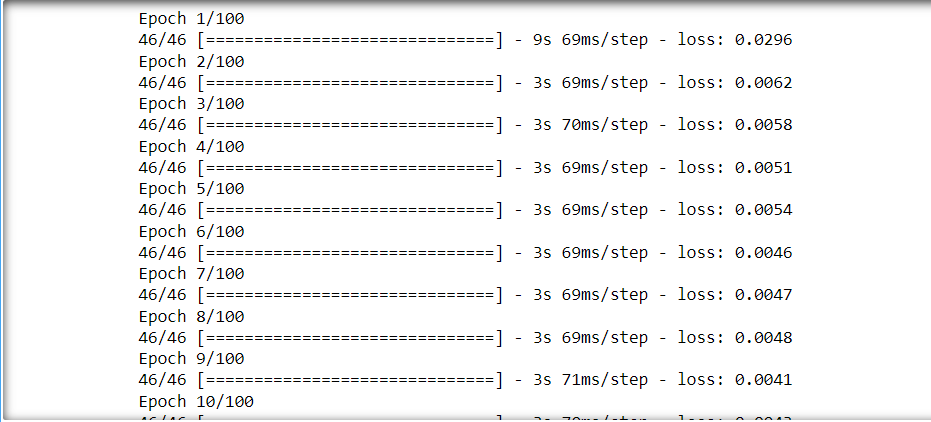 Epoch 1/100
46/46 [==============================] - 9s 69ms/step - loss: 0.0296
Epoch 2/100
46/46 [==============================] - 3s 69ms/step - loss: 0.0062
Epoch 3/100
46/46 [==============================] - 3s 70ms/step - loss: 0.0058
Epoch 4/100
46/46 [==============================] - 3s 69ms/step - loss: 0.0051
Epoch 5/100
46/46 [==============================] - 3s 69ms/step - loss: 0.0054
Epoch 6/100
46/46 [==============================] - 3s 69ms/step - loss: 0.0046
Epoch 7/100
46/46 [==============================] - 3s 69ms/step - loss: 0.0047
Epoch 8/100
46/46 [==============================] - 3s 69ms/step - loss: 0.0048
Epoch 9/100
46/46 [==============================] - 3s 71ms/step - loss: 0.0041
Epoch 10/100